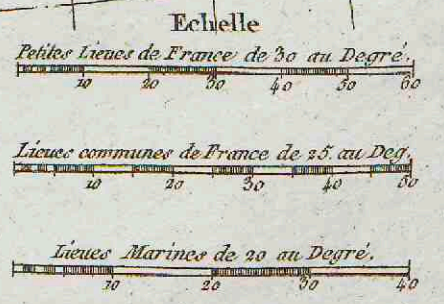 Echelle
Petites Lieues de France de 30 au Degré.
10 20 30 40 50 60
Lieues communes de France de 25. au Deg.
10 20 30 40 50
Lieues Marines de 20 au Degré.
10 20 30 40